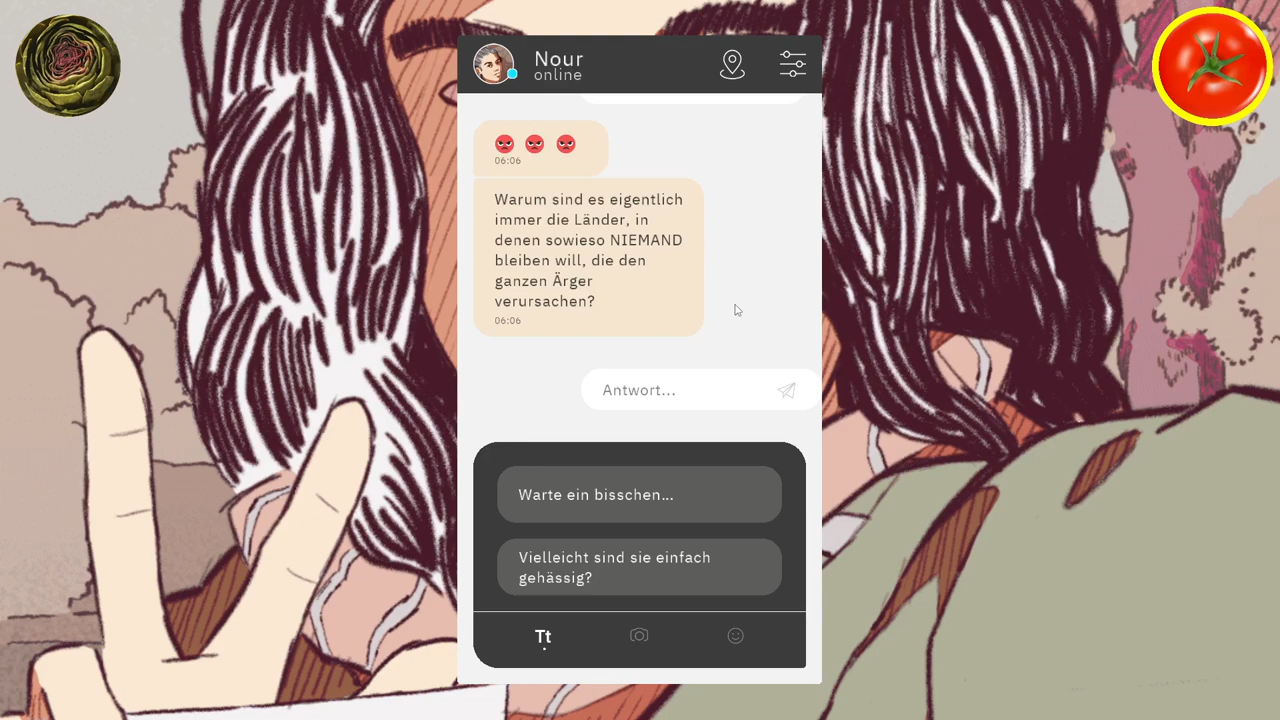 Nour
online
06:06
Warum sind es eigentlich
immer die Länder, in
denen sowieso NIEMAND
bleiben will, die den
ganzen Ärger
verursachen?
06:06
Antwort...
Warte ein bisschen...
Vielleicht sind sie einfach
gehässig?
Tt